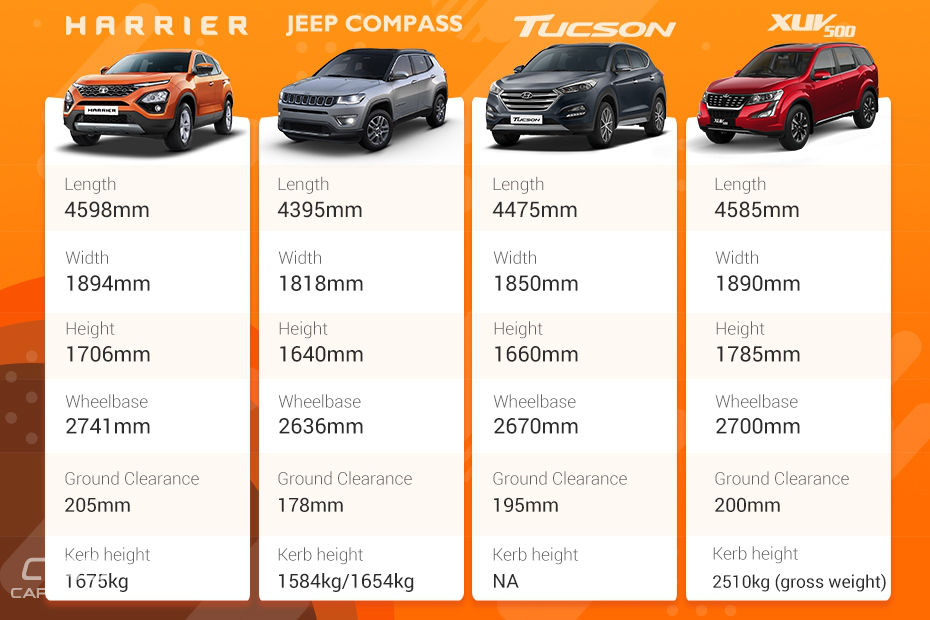 HARRIER
JEEP COMPASS
TUCSON
XUV500
HARRIER
TUCSON
XUV500
Length
4598mm
Width
1894mm
Height
1706mm
Wheelbase
2741mm
Ground Clearance
205mm
Kerb height
1675kg
Length
4395mm
Width
1818mm
Height
1640mm
Wheelbase
2636mm
Ground Clearance
178mm
Kerb height
1584kg/1654kg
Length
4475mm
Width
1850mm
Height
1660mm
Wheelbase
2670mm
Ground Clearance
195mm
Kerb height
NA
Length
4585mm
Width
1890mm
Height
1785mm
Wheelbase
2700mm
Ground Clearance
200mm
Kerb height
2510kg (gross weight)